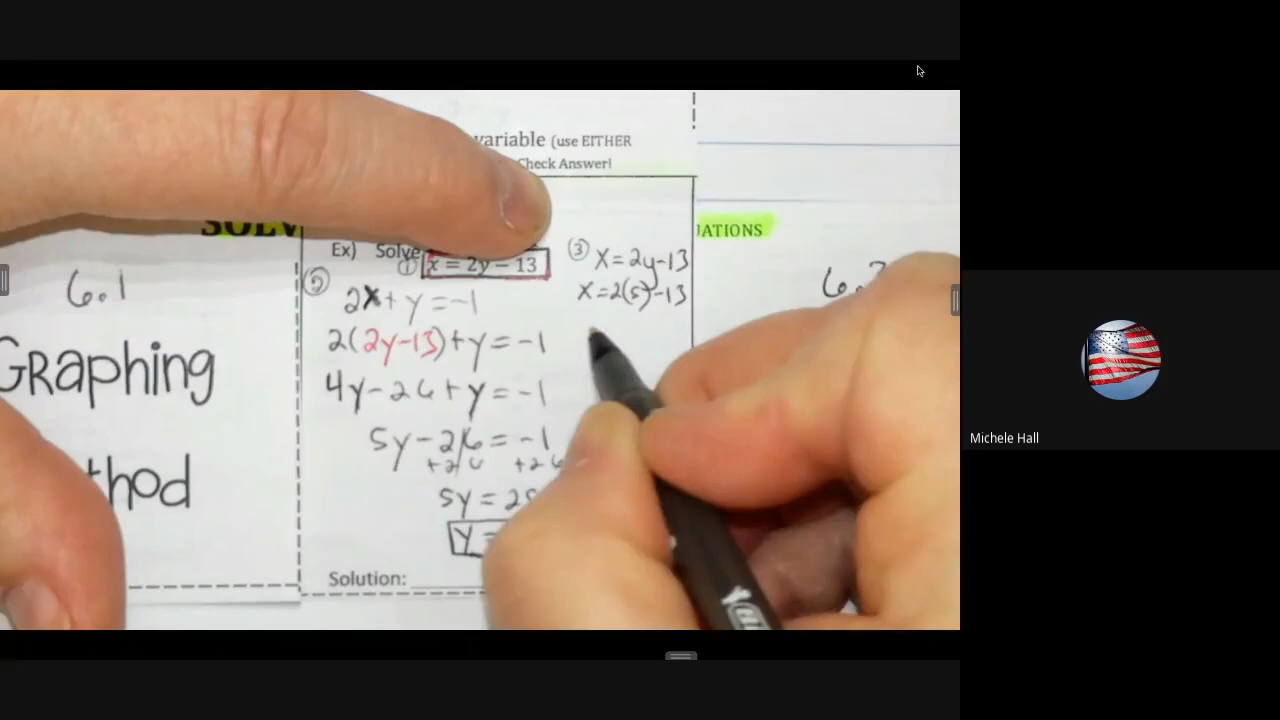 variable (use EITHER
Check Answer!
SOLV
ATIONS
6.1
Graphing
thod
Ex) Solve
① x = 2y − 13
②
2x + y = −1
2(2y−13) + y = −1
4y − 26 + y = −1
5y − 26 = −1
+26 +26
5y = 25
y =
Solution:
③ x = 2y−13
x = 2(5)−13
Michele Hall